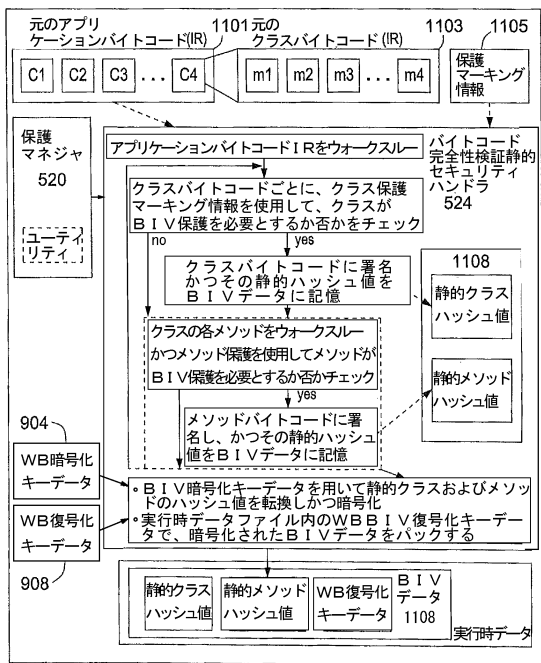 元のアプリ
ケーションバイトコード(IR)
1101
元の
クラスバイトコード(IR)
1103
1105
C1 C2 C3 ... C4
m1 m2 m3 ... m4
保護
マーキング
情報
保護
マネジャ
520
ユーティ
リティ
バイトコード
完全性検証静的
セキュリティ
ハンドラ
524
アプリケーションバイトコードIRをウォークスルー
クラスバイトコードごとに、クラス保護
マーキング情報を使用して、クラスが
BIV保護を必要とするか否かをチェック
no
yes
クラスバイトコードに署名
かつその静的ハッシュ値を
BIVデータに記憶
1108
静的クラス
ハッシュ値
静的メソッド
ハッシュ値
クラスの各メソッドをウォークスルー
かつメソッド保護を使用してメソッドが
BIV保護を必要とするか否かチェック
yes
メソッドバイトコードに署
名し、かつその静的ハッシュ
値をBIVデータに記憶
904
WB暗号化
キーデータ
WB復号化
キーデータ
908
・BIV暗号化キーデータを用いて静的クラスおよびメソッ
ドのハッシュ値を転換しかつ暗号化
・実行時データファイル内のWBBIV復号化キーデー
タで、暗号化されたBIVデータをパックする
静的クラス
ハッシュ値
静的メソッド
ハッシュ値
WB復号化
キーデータ
BIV
データ
1108
実行時データ